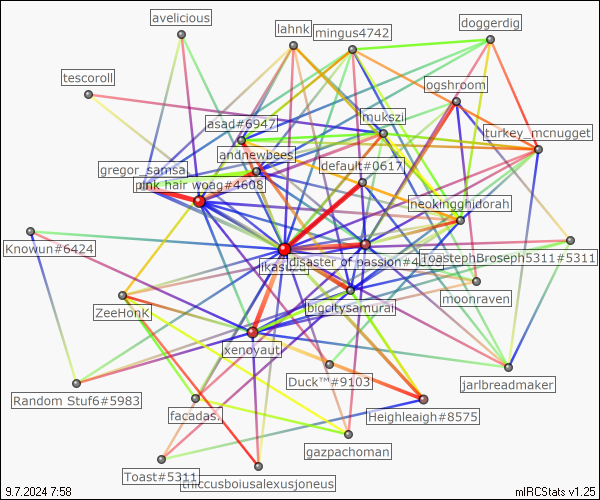 avelicious
lahnk
mingus4742
doggerdig
tescoroll
ogshroom
asad#6947
mukszi
turkey_mcnugget
andnewbees
default#0617
gregor_samsa
pink hair woag#4608
neokingghidorah
Knowun#6424
disaster of passion#4
ToastephBroseph5311#5311
moonraven
ZeeHonK
bigcitysamurai
xenoyaut
Duck™#9103
jarlbreadmaker
Random Stuf6#5983
facadas.
Heighleaigh#8575
gazpachoman
Toast#5311
thiccusboiusalexusjoneus
9.7.2024 7:58
mIRCStats v1.25